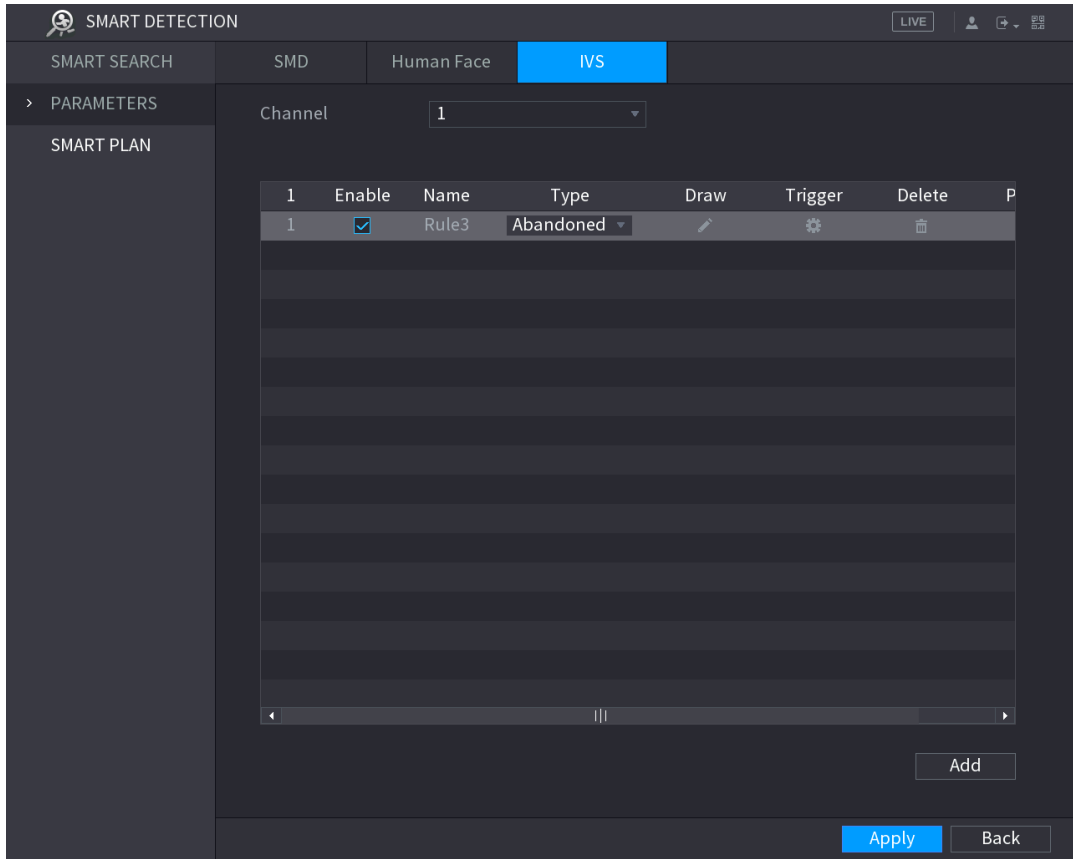 SMART DETECTION LIVE
SMART SEARCH SMD Human Face IVS
PARAMETERS
SMART PLAN
Channel 1
1 Enable Name Type Draw Trigger Delete P
1 Rule3 Abandoned
Add
Apply Back